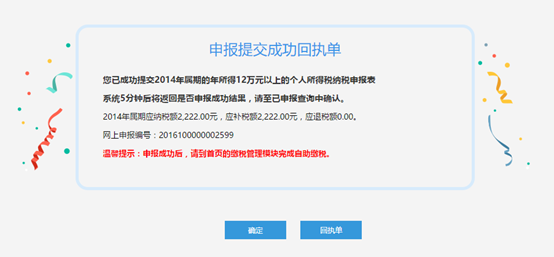 申报提交成功回执单
您已成功提交2014年属期的年所得12万元以上的个人所得税纳税申报表
系统5分钟后将返回是否申报成功结果，请至已申报查询中确认。
2014年属期应纳税额2,222.00元，应补税额2,222.00元，应退税额0.00。
网上申报编号：2016100000002599
温馨提示：申报成功后，请到首页的缴税管理模块完成自助缴税。
确定 回执单